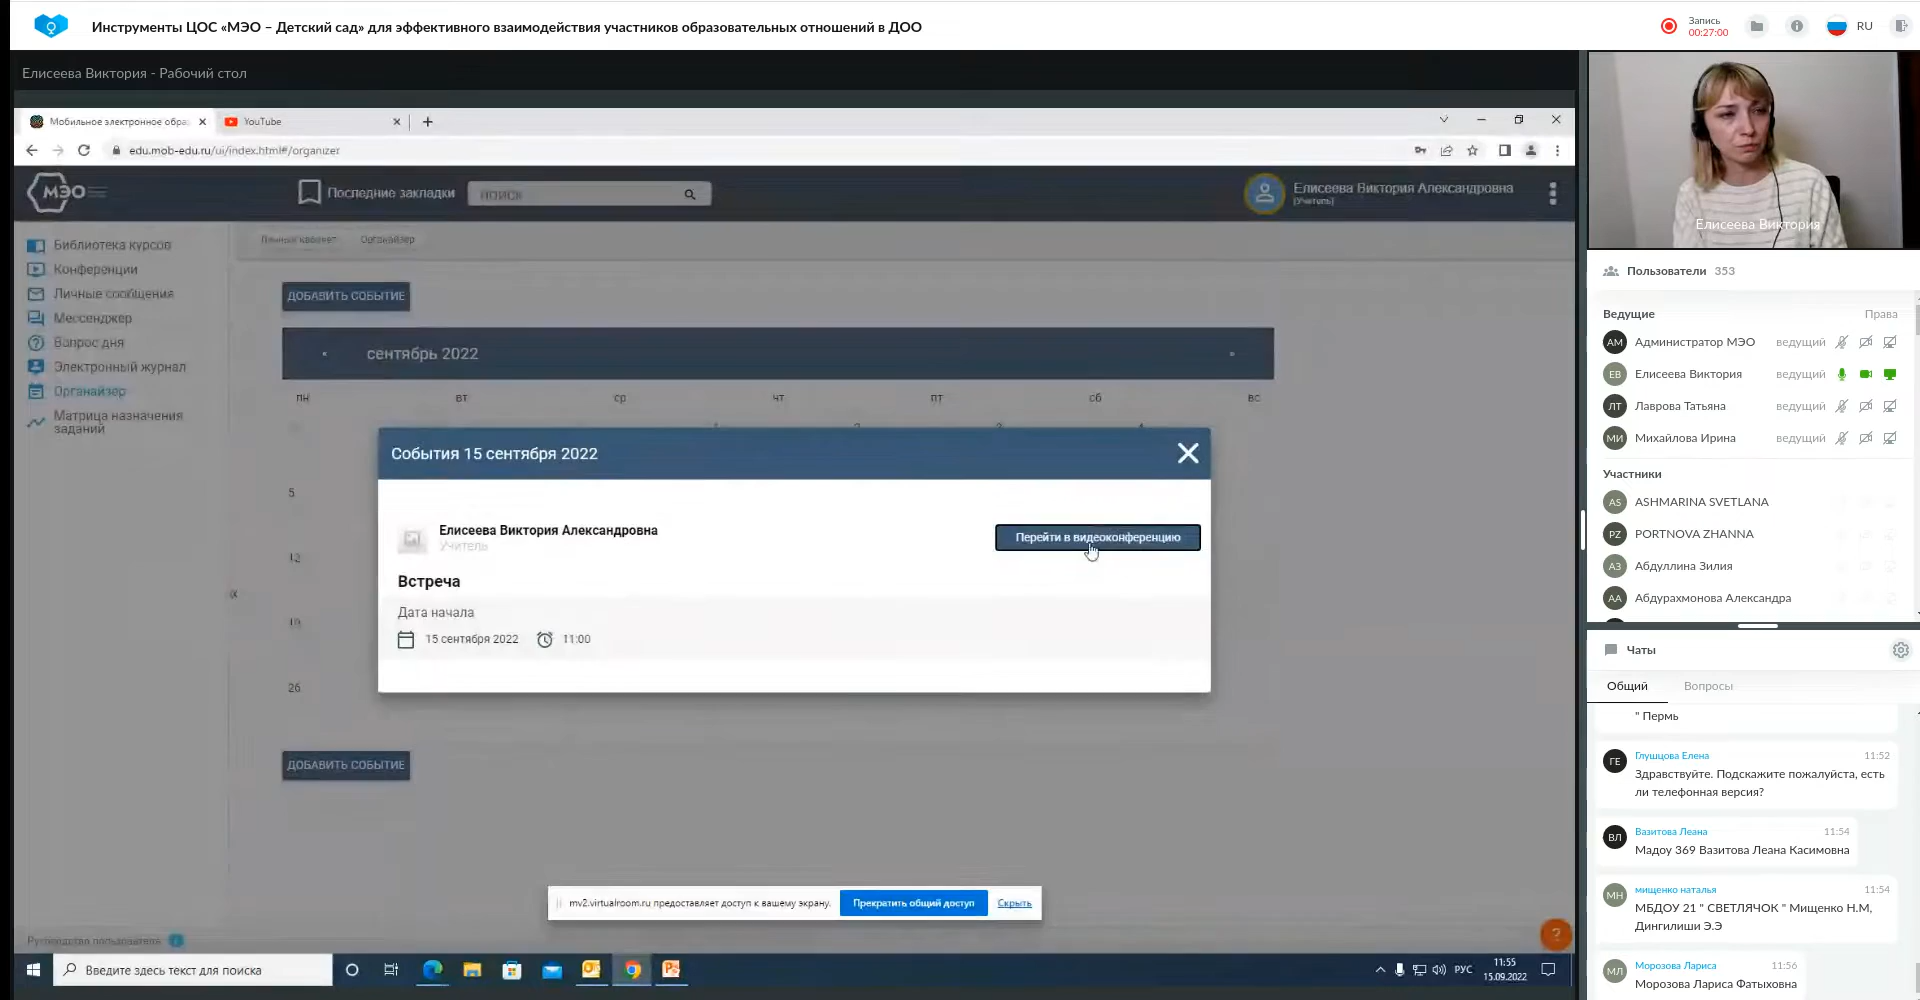 Инструменты ЦОС «МЭО – Детский сад» для эффективного взаимодействия участников образовательных отношений в ДОО
Запись
00:27:00
RU
Елисеева Виктория - Рабочий стол
Мобильное электронное обра
YouTube
edu.mob-edu.ru/ui/index.html#/organizer
МЭО
Последние закладки
ПОИСК
Елисеева Виктория Александровна
(Учитель)
Библиотека курсов
Конференции
Личные сообщения
Мессенджер
Вопрос дня
Электронный журнал
Органайзер
Матрица назначения
заданий
Личный кабинет
Органайзер
ДОБАВИТЬ СОБЫТИЕ
сентябрь 2022
пн вт ср чт пт сб вс
1 2 3 4
События 15 сентября 2022
5
12
19
26
Елисеева Виктория Александровна
Учитель
Перейти в видеоконференцию
Встреча
Дата начала
15 сентября 2022 11:00
ДОБАВИТЬ СОБЫТИЕ
mv2.virtualroom.ru предоставляет доступ к вашему экрану.
Прекратить общий доступ
Скрыть
Руководство пользователя
?
Введите здесь текст для поиска
РУС
11:55
15.09.2022
Елисеева Виктория
Пользователи 353
Ведущие Права
АМ Администратор МЭО ведущий
ЕВ Елисеева Виктория ведущий
ЛТ Лаврова Татьяна ведущий
МИ Михайлова Ирина ведущий
Участники
AS ASHMARINA SVETLANA
PZ PORTNOVA ZHANNA
АЗ Абдуллина Зилия
АА Абдурахмонова Александра
Чаты
Общий Вопросы
" Пермь
ГЕ Глушцова Елена 11:52
Здравствуйте. Подскажите пожалуйста, есть
ли телефонная версия?
ВЛ Вазитова Леана 11:54
Мадоу 369 Вазитова Леана Касимовна
МН мищенко наталья 11:54
МБДОУ 21 " СВЕТЛЯЧОК " Мищенко Н.М,
Дингилиши Э.Э
МЛ Морозова Лариса 11:56
Морозова Лариса Фатыховна